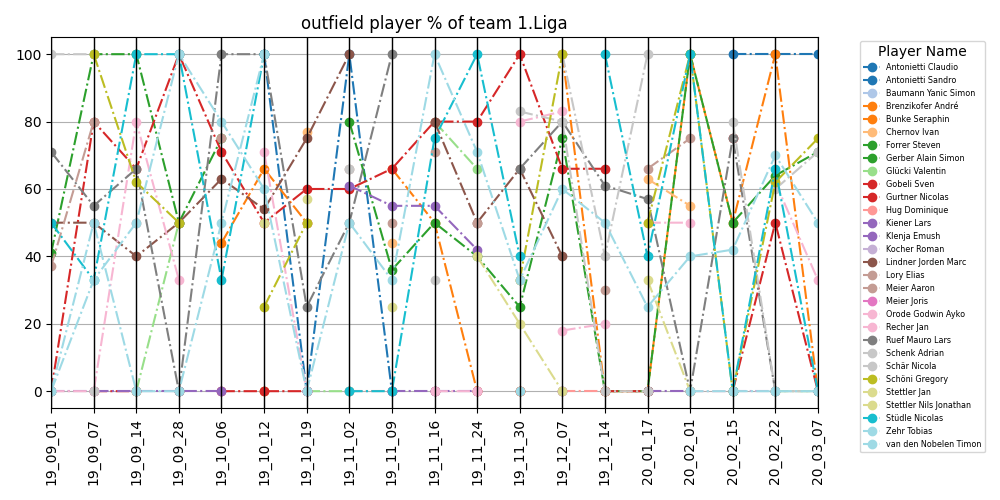 outfield player % of team 1.Liga
100
80
60
40
20
0
19_09_01
19_09_07
19_09_14
19_09_28
19_10_06
19_10_12
19_10_19
19_11_02
19_11_09
19_11_16
19_11_24
19_11_30
19_12_07
19_12_14
20_01_17
20_02_01
20_02_15
20_02_22
20_03_07
Player Name
Antonietti Claudio
Antonietti Sandro
Baumann Yanic Simon
Brenzikofer André
Bunke Seraphin
Chernov Ivan
Forrer Steven
Gerber Alain Simon
Glücki Valentin
Gobeli Sven
Gurtner Nicolas
Hug Dominique
Kiener Lars
Klenja Emush
Kocher Roman
Lindner Jorden Marc
Lory Elias
Meier Aaron
Meier Joris
Orode Godwin Ayko
Recher Jan
Ruef Mauro Lars
Schenk Adrian
Schär Nicola
Schöni Gregory
Stettler Jan
Stettler Nils Jonathan
Stüdle Nicolas
Zehr Tobias
van den Nobelen Timon